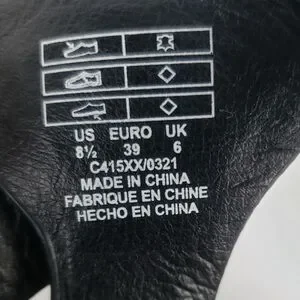 US EURO UK
8½ 39 6
C415XX/0321
MADE IN CHINA
FABRIQUE EN CHINE
HECHO EN CHINA